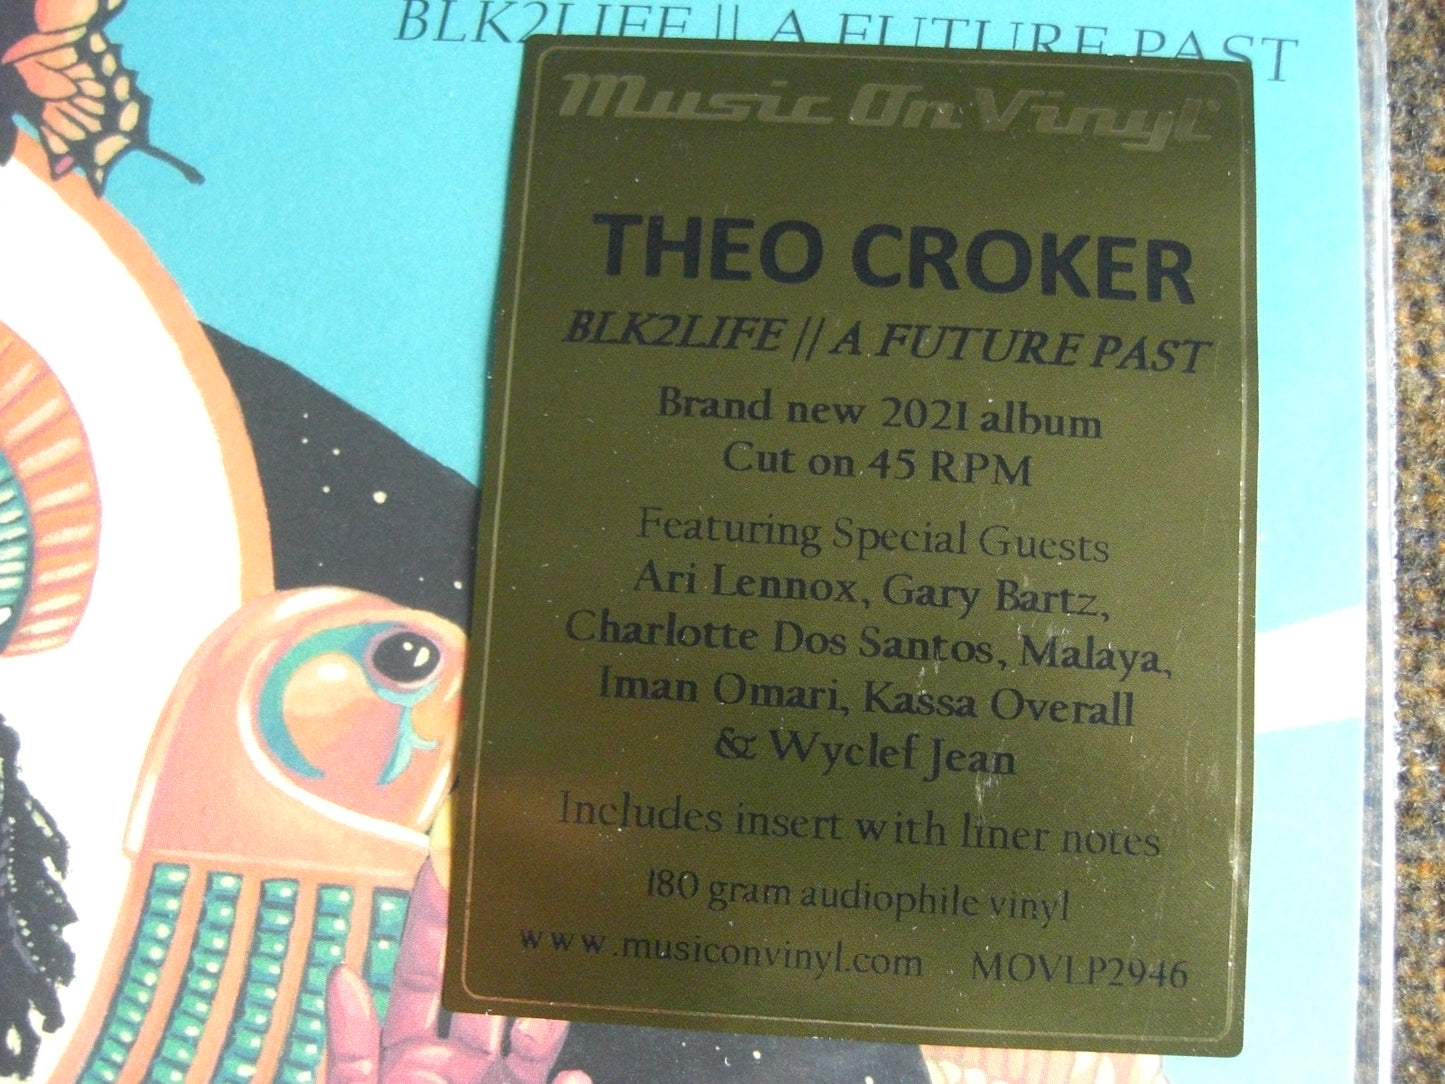 BLK2LIFE || A FUTURE PAST
Music On Vinyl
THEO CROKER
BLK2LIFE // A FUTURE PAST
Brand new 2021 album
Cut on 45 RPM
Featuring Special Guests
Ari Lennox, Gary Bartz,
Charlotte Dos Santos, Malaya,
Iman Omari, Kassa Overall
& Wyclef Jean
Includes insert with liner notes
180 gram audiophile vinyl
www.musiconvinyl.com MOVLP2946